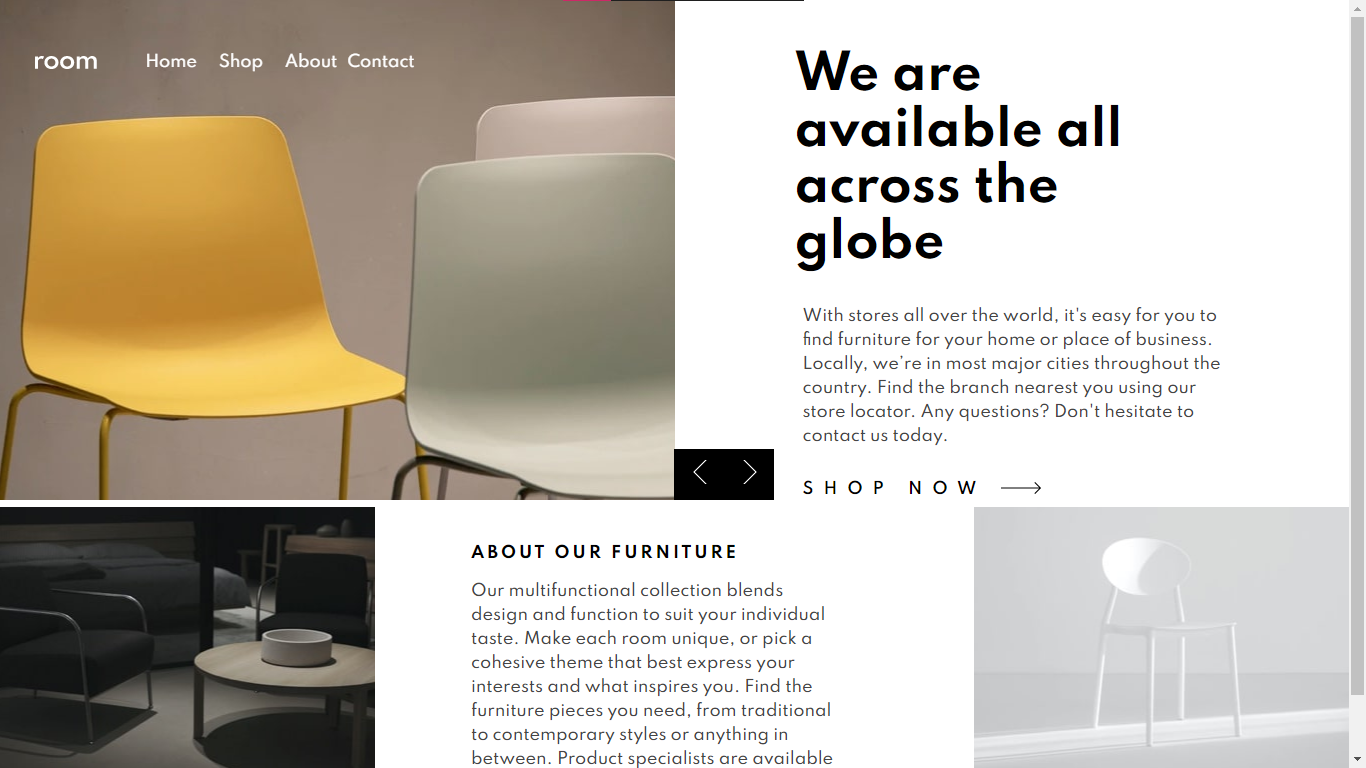 room
Home Shop About Contact
We are
available all
across the
globe
With stores all over the world, it's easy for you to
find furniture for your home or place of business.
Locally, we’re in most major cities throughout the
country. Find the branch nearest you using our
store locator. Any questions? Don't hesitate to
contact us today.
SHOP NOW
ABOUT OUR FURNITURE
Our multifunctional collection blends
design and function to suit your individual
taste. Make each room unique, or pick a
cohesive theme that best express your
interests and what inspires you. Find the
furniture pieces you need, from traditional
to contemporary styles or anything in
between. Product specialists are available